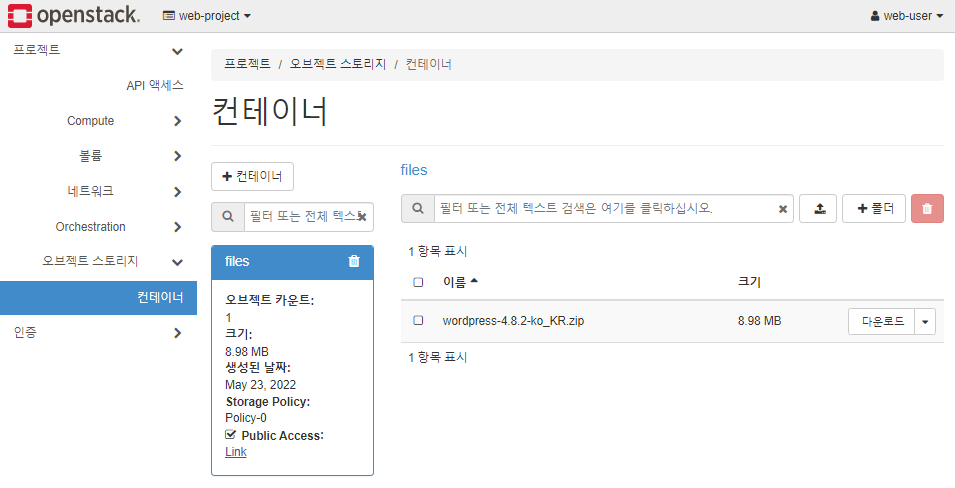 openstack.
web-project
web-user
프로젝트
API 액세스
Compute
볼륨
네트워크
Orchestration
오브젝트 스토리지
컨테이너
인증
프로젝트 / 오브젝트 스토리지 / 컨테이너
컨테이너
+ 컨테이너
필터 또는 전체 텍스
files
오브젝트 카운트:
1
크기:
8.98 MB
생성된 날짜:
May 23, 2022
Storage Policy:
Policy-0
Public Access:
Link
files
필터 또는 전체 텍스트 검색은 여기를 클릭하십시오.
+ 폴더
1 항목 표시
이름 크기
wordpress-4.8.2-ko_KR.zip 8.98 MB 다운로드
1 항목 표시